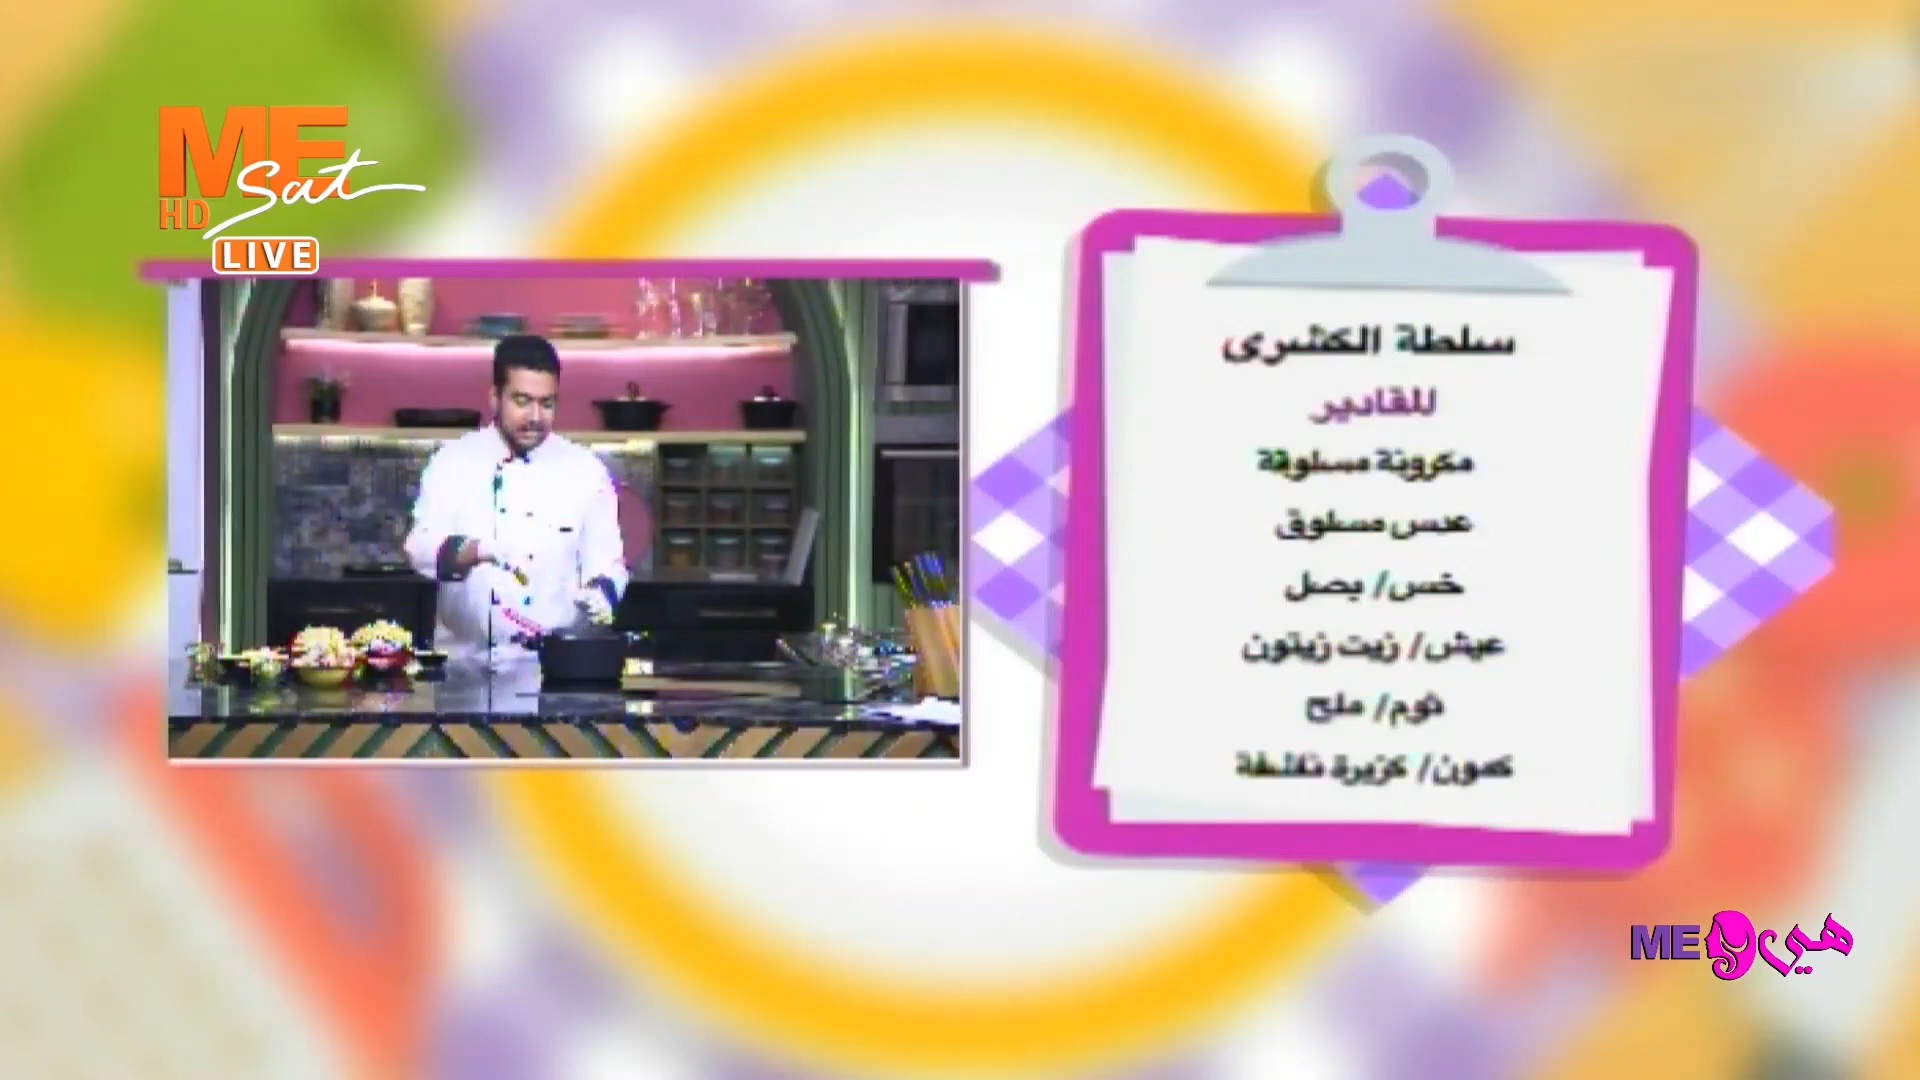 ME
Sat
HD
LIVE
سلطة الكشرى
للقادير
مكرونة مسلوقة
عدس مسلوق
خس/ بصل
عيش/ زيت زيتون
ثوم/ ملح
كمون/ كزبرة ناشفة
ME هي